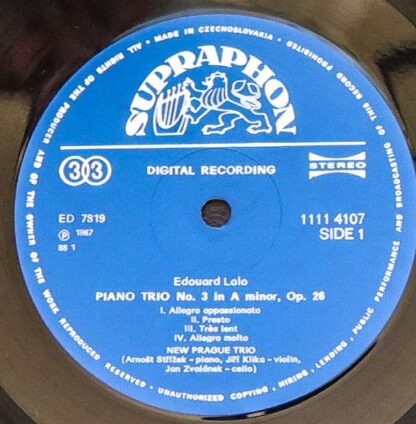 ALL RIGHTS OF THE PRODUCER AND OF THE OWNER OF THE WORK REPRODUCED RESERVED - UNAUTHORIZED COPYING, HIRING, LENDING, PUBLIC PERFORMANCE AND BROADCASTING OF THIS RECORD PROHIBITED • MADE IN CZECHOSLOVAKIA •
SUPRAPHON
33 DIGITAL RECORDING STEREO
ED 7819 1111 4107
Ⓟ 1987 SIDE 1
88 1
Edouard Lalo
PIANO TRIO No. 3 in A minor, Op. 26
I. Allegro appassionato
II. Presto
III. Très lent
IV. Allegro molto
NEW PRAGUE TRIO
(Arnošt Střížek - piano, Jiří Klika - violin,
Jan Zvolánek - cello)